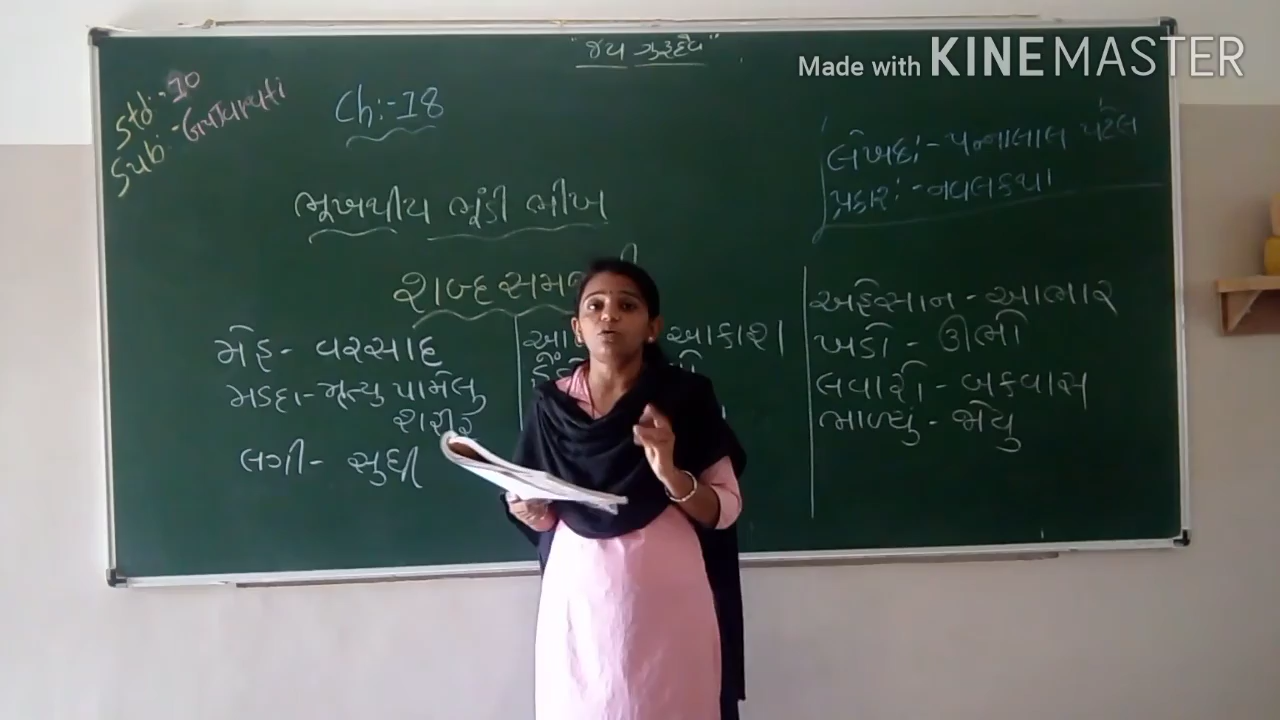 "જય ગુરુદેવ"
Made with KINEMASTER
Std:-10
Sub:-Gujarati
Ch:-18
લેખક:- પન્નાલાલ પટેલ
પ્રકાર:- નવલકથા
ભૂખથીય ભૂંડી ભીખ
શબ્દસમજૂતી
મેહ - વરસાદ
મડદા - મૃત્યુ પામેલુ
શરીર
લગી - સુધી
આકાશ
અહેસાન - આભાર
ખડો - ઊભો
લવારી - બકવાસ
ભાળ્યું - જોયુ